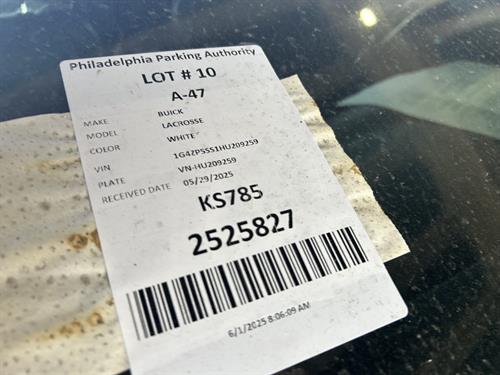 Philadelphia Parking Authority
LOT # 10
A-47
MAKE BUICK
MODEL LACROSSE
COLOR WHITE
VIN 1G4ZP5SS1HU209259
PLATE VN-HU209259
RECEIVED DATE 05/29/2025
KS785
2525827
6/1/2025 8:06:09 AM